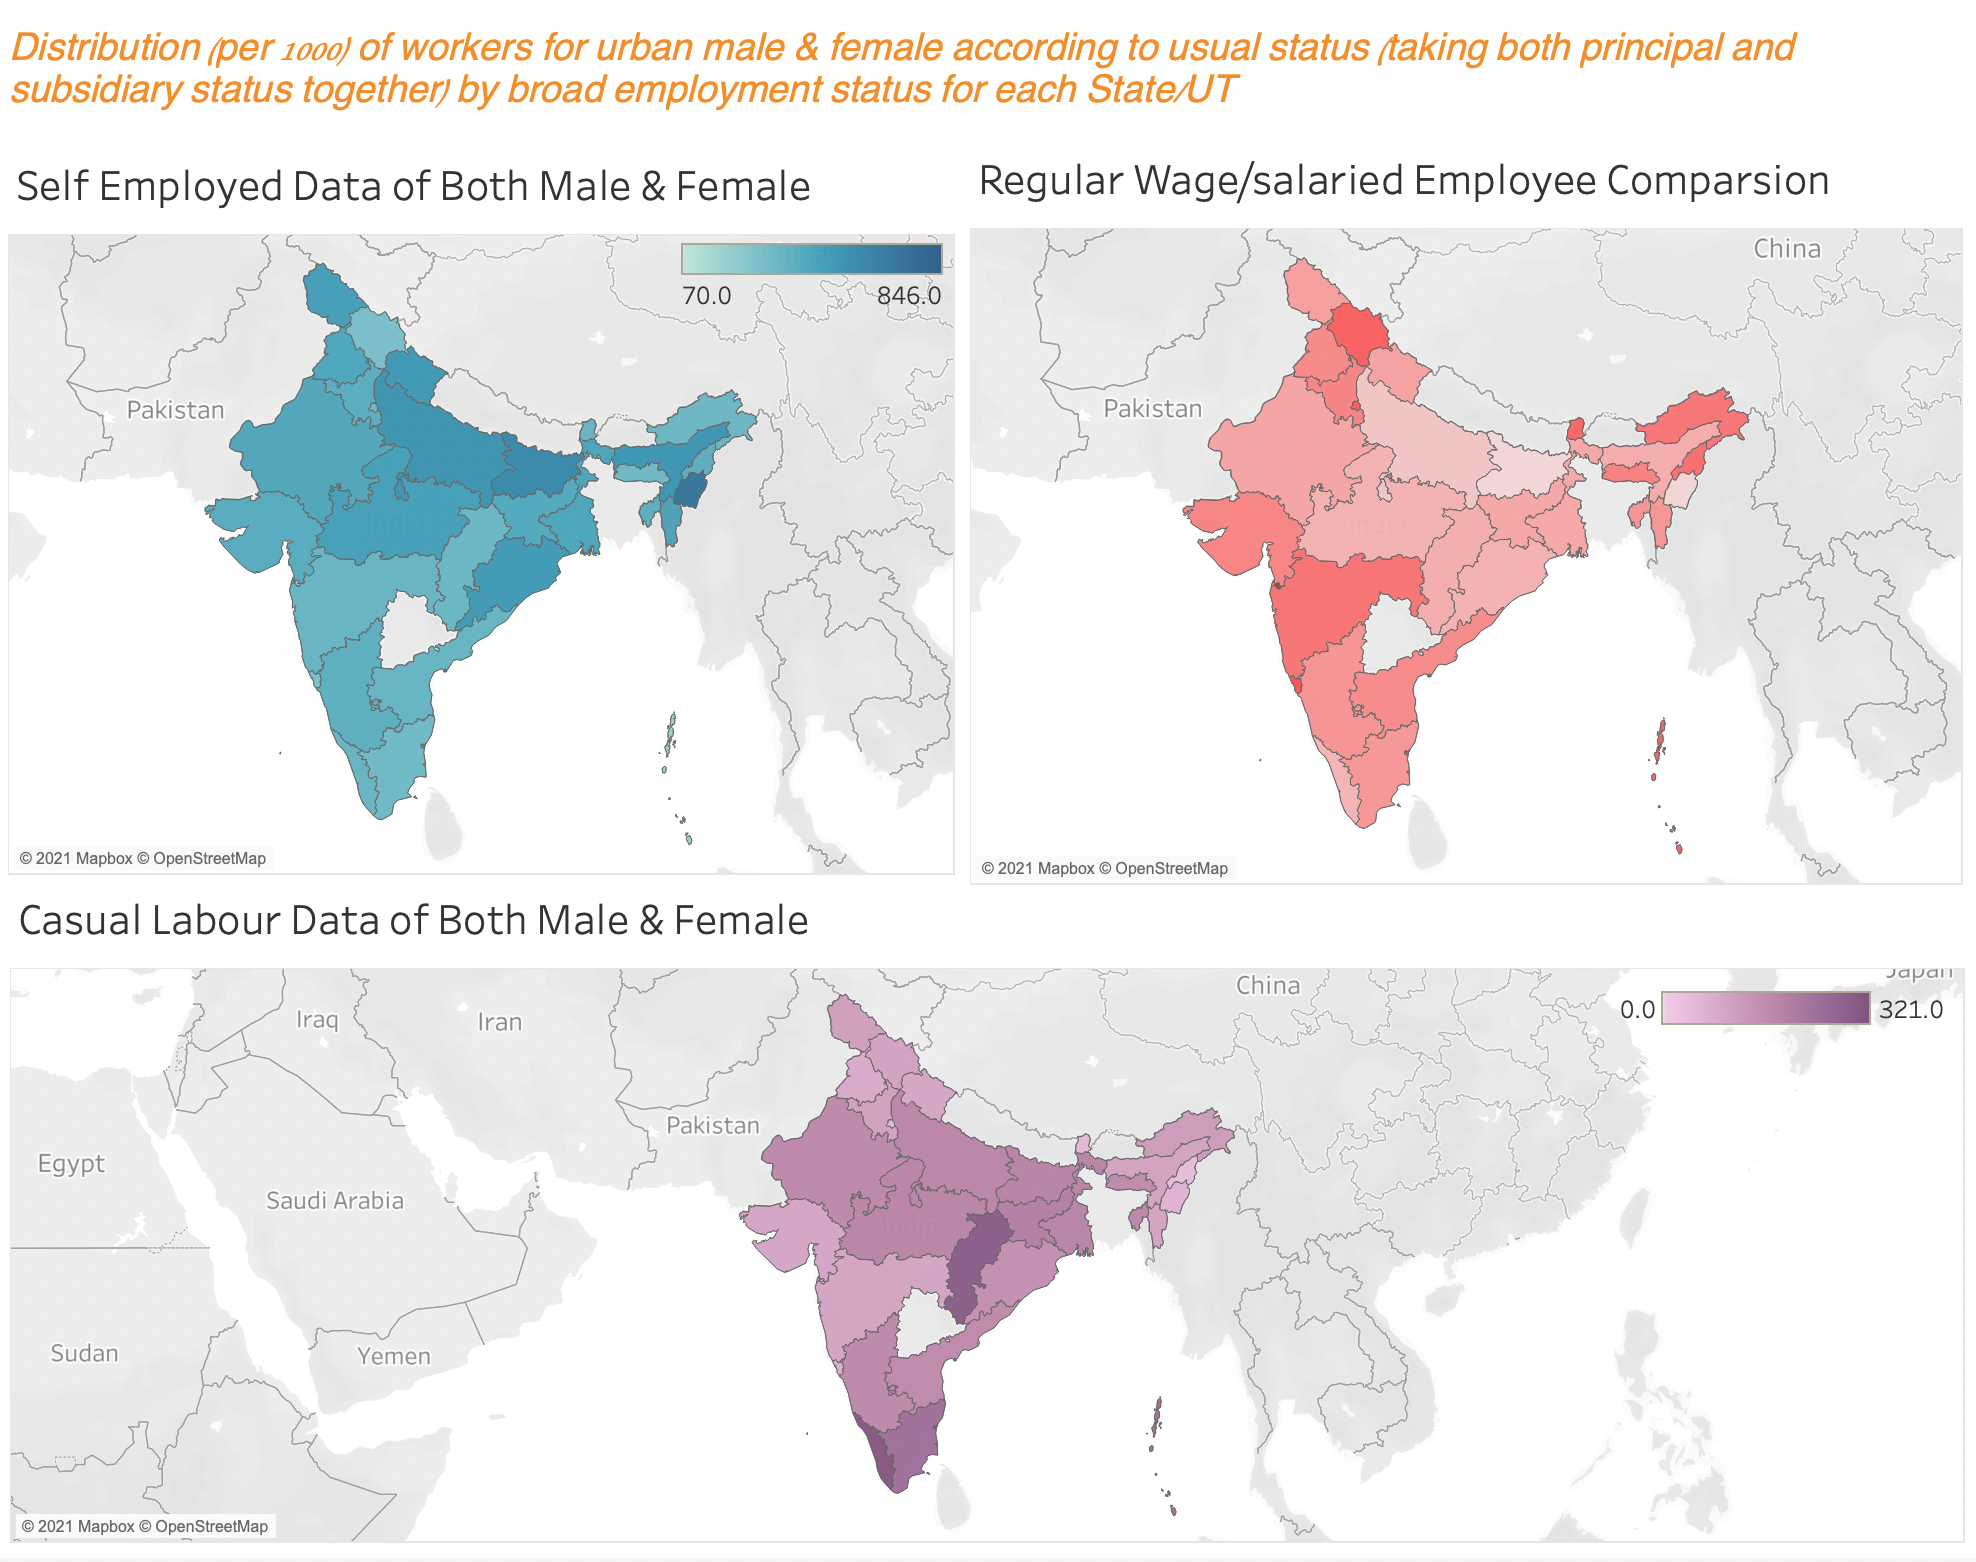 Distribution (per 1000) of workers for urban male & female according to usual status (taking both principal and
subsidiary status together) by broad employment status for each State/UT
Self Employed Data of Both Male & Female
China
70.0
846.0
Pakistan
India
© 2021 Mapbox © OpenStreetMap
Regular Wage/salaried Employee Comparsion
China
Pakistan
India
© 2021 Mapbox © OpenStreetMap
Casual Labour Data of Both Male & Female
Japan
China
0.0
321.0
Iraq
Iran
Pakistan
Egypt
Saudi Arabia
India
Sudan
Yemen
© 2021 Mapbox © OpenStreetMap